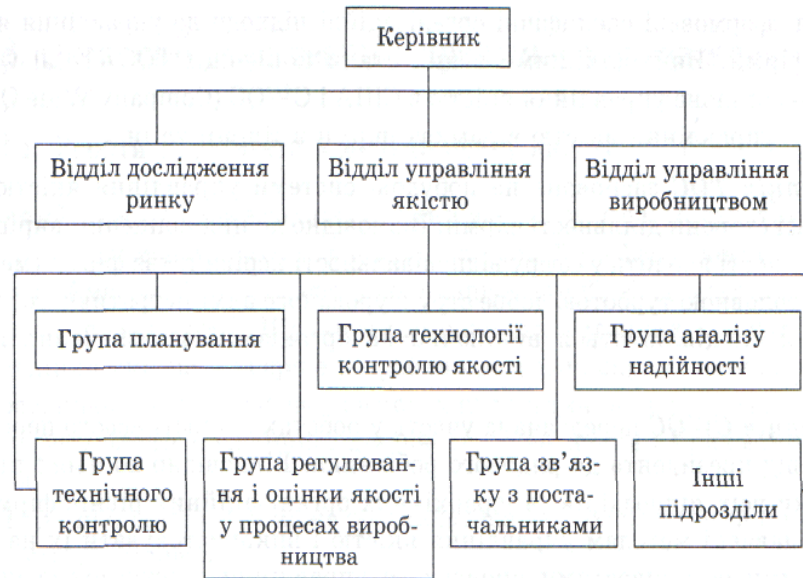 Керівник
Відділ дослідження
ринку
Відділ управління
якістю
Відділ управління
виробництвом
Група планування
Група технології
контролю якості
Група аналізу
надійності
Група
технічного
контролю
Група регулюван-
ня і оцінки якості
у процесах вироб-
ництва
Група зв’яз-
ку з поста-
чальниками
Інші
підрозділи